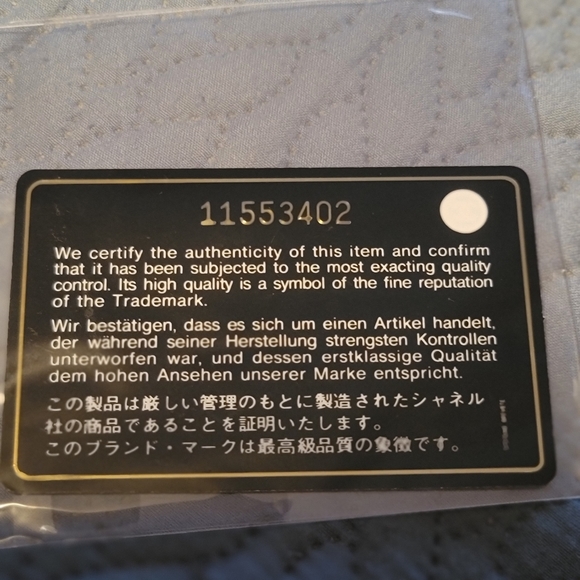 11553402
We certify the authenticity of this item and confirm
that it has been subjected to the most exacting quality
control. Its high quality is a symbol of the fine reputation
of the Trademark.
Wir bestätigen, dass es sich um einen Artikel handelt,
der während seiner Herstellung strengsten Kontrollen
unterworfen war, und dessen erstklassige Qualität
dem hohen Ansehen unserer Marke entspricht.
この製品は厳しい管理のもとに製造されたシャネル
社の商品であることを証明いたします。
このブランド・マークは最高級品質の象徴です。